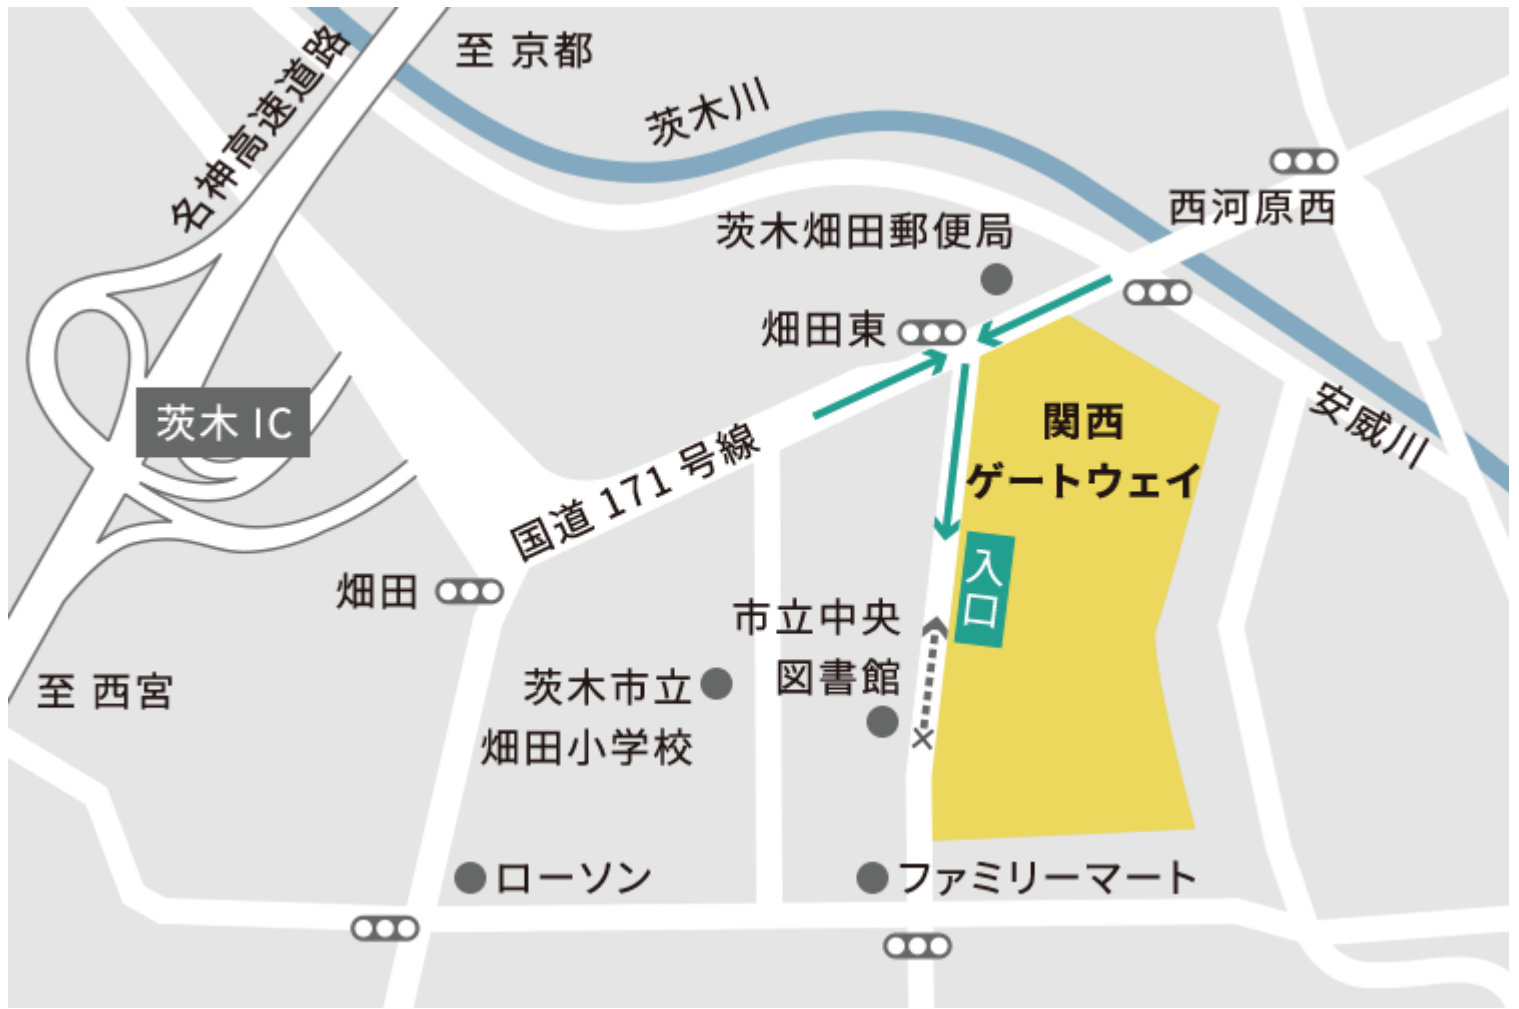 名神高速道路
至 京都
茨木川
西河原西
茨木畑田郵便局
畑田東
安威川
茨木 IC
国道 171 号線
関西
ゲートウェイ
入口
畑田
市立中央
図書館
至 西宮
茨木市立
畑田小学校
ローソン
ファミリーマート